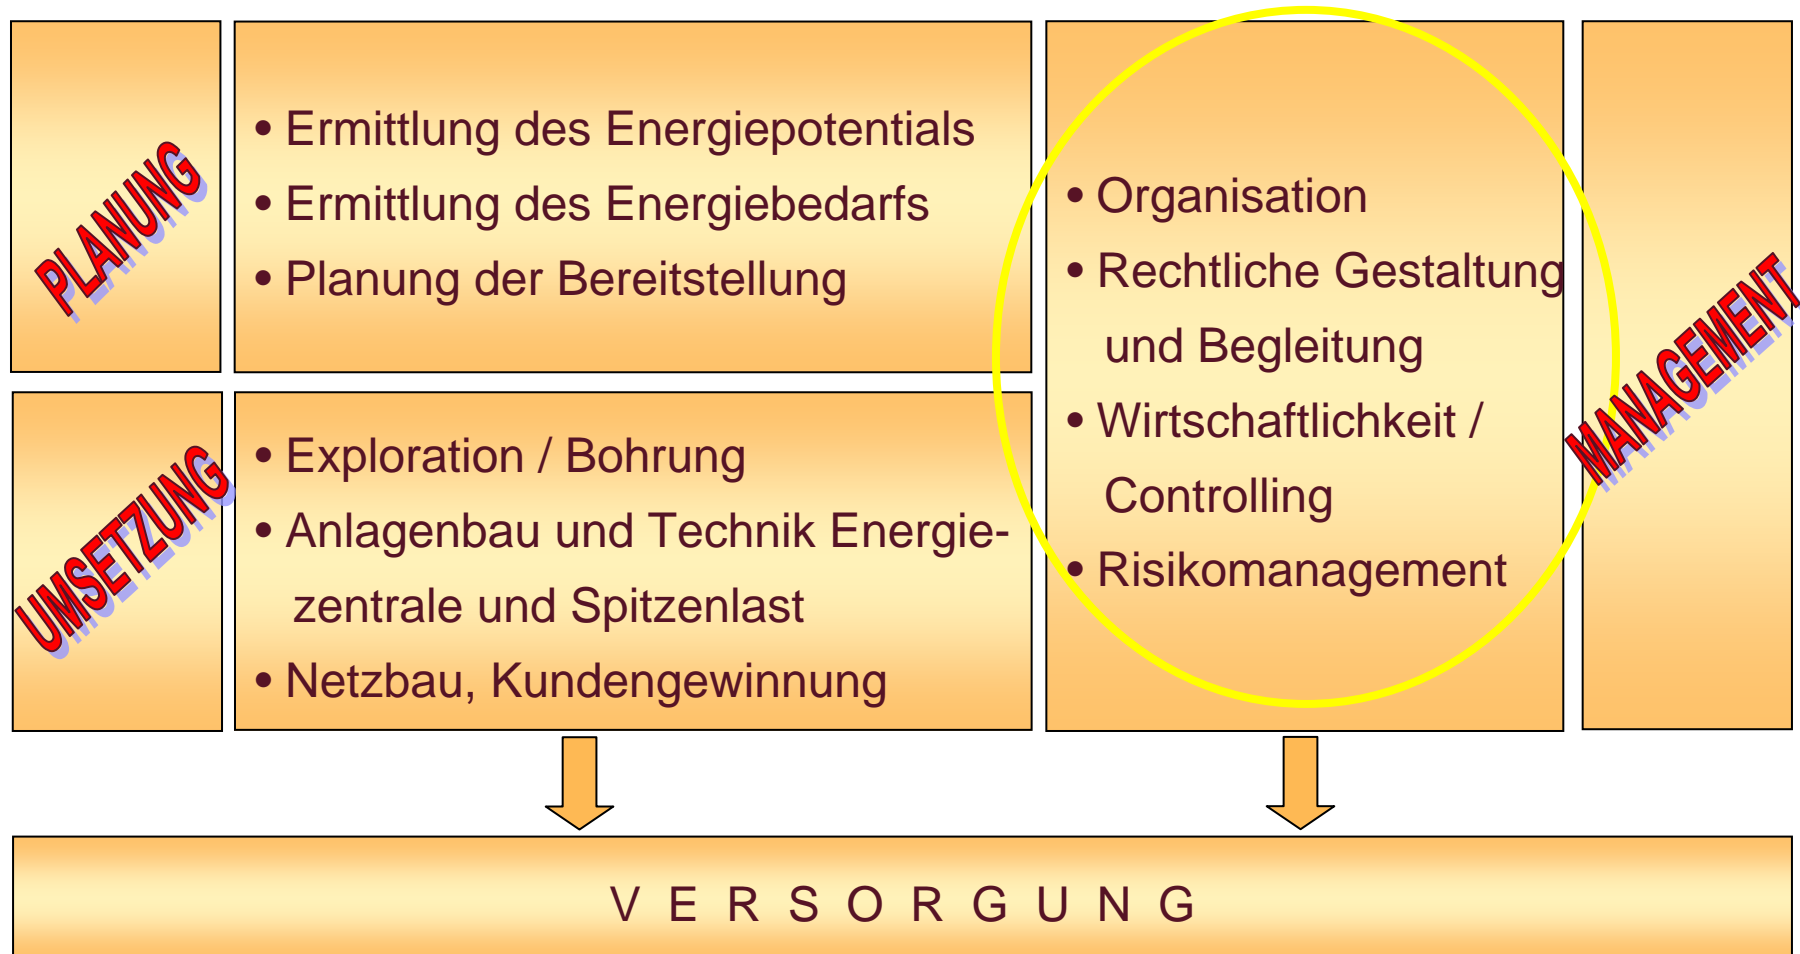 PLANUNG
• Ermittlung des Energiepotentials
• Ermittlung des Energiebedarfs
• Planung der Bereitstellung
UMSETZUNG
• Exploration / Bohrung
• Anlagenbau und Technik Energie-
zentrale und Spitzenlast
• Netzbau, Kundengewinnung
• Organisation
• Rechtliche Gestaltung
und Begleitung
• Wirtschaftlichkeit /
Controlling
• Risikomanagement
MANAGEMENT
V E R S O R G U N G